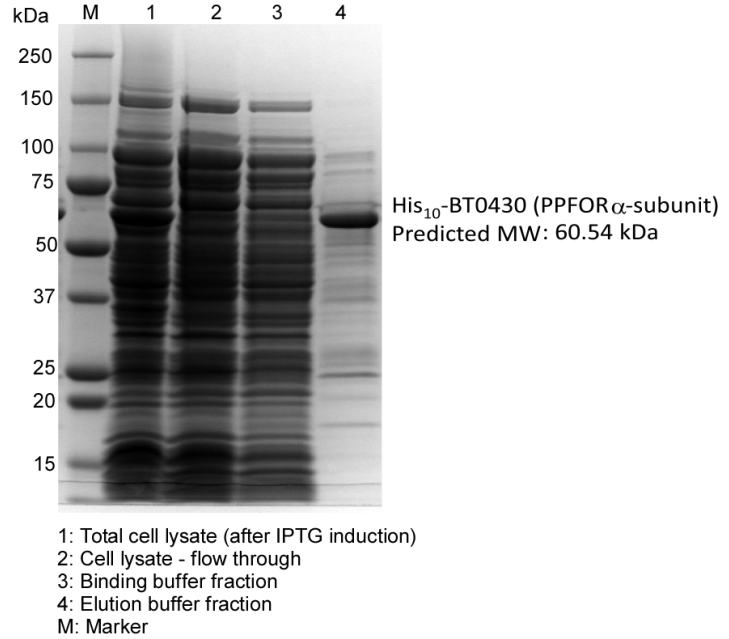 kDa M 1 2 3 4
250
150
100
75
50
37
25
20
15
His₁₀-BT0430 (PPFOR α-subunit)
Predicted MW: 60.54 kDa
1: Total cell lysate (after IPTG induction)
2: Cell lysate - flow through
3: Binding buffer fraction
4: Elution buffer fraction
M: Marker